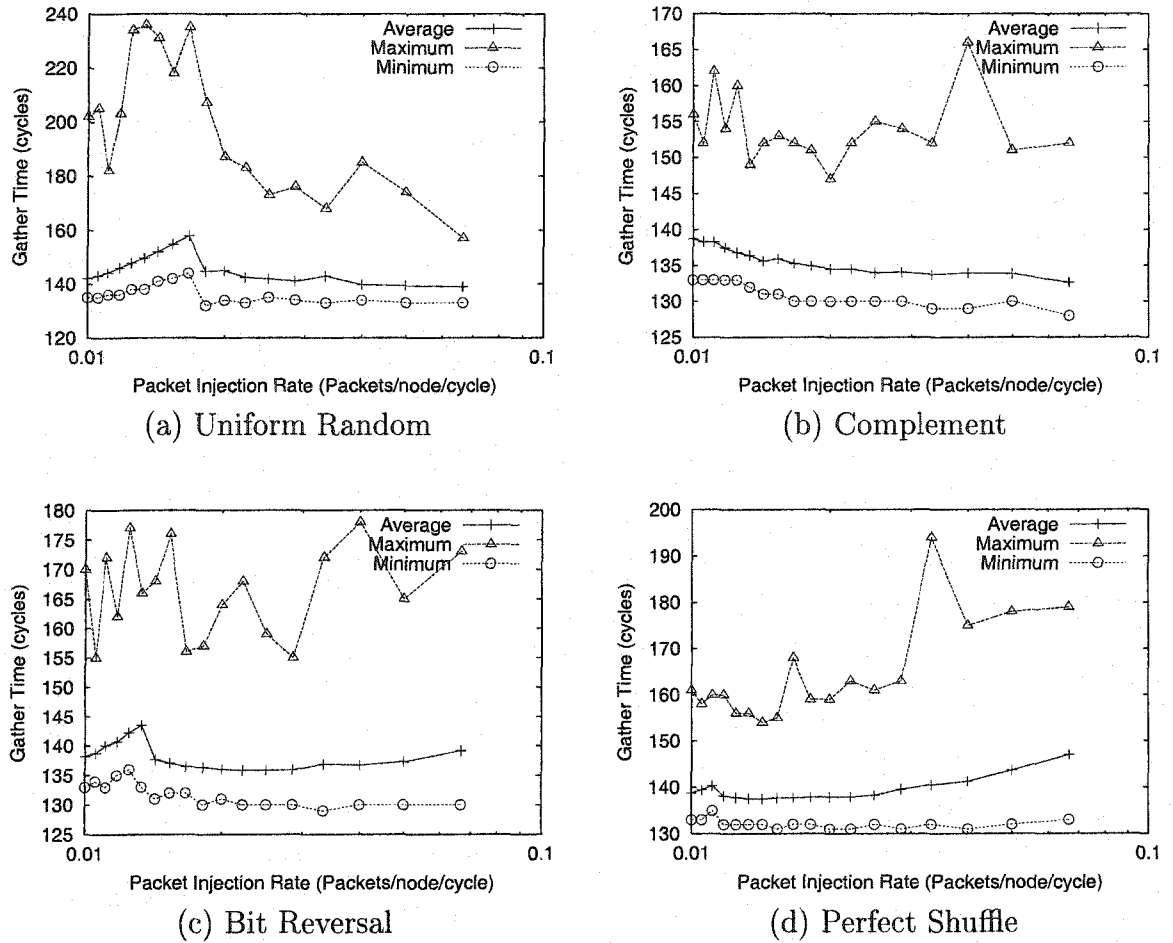 Gather Time (cycles)
240
220
200
180
160
140
120
0.01
0.1
Average
Maximum
Minimum
Packet Injection Rate (Packets/node/cycle)
(a) Uniform Random
Gather Time (cycles)
170
165
160
155
150
145
140
135
130
125
0.01
0.1
Average
Maximum
Minimum
Packet Injection Rate (Packets/node/cycle)
(b) Complement
Gather Time (cycles)
180
175
170
165
160
155
150
145
140
135
130
125
0.01
0.1
Average
Maximum
Minimum
Packet Injection Rate (Packets/node/cycle)
(c) Bit Reversal
Gather Time (cycles)
200
190
180
170
160
150
140
130
0.01
0.1
Average
Maximum
Minimum
Packet Injection Rate (Packets/node/cycle)
(d) Perfect Shuffle